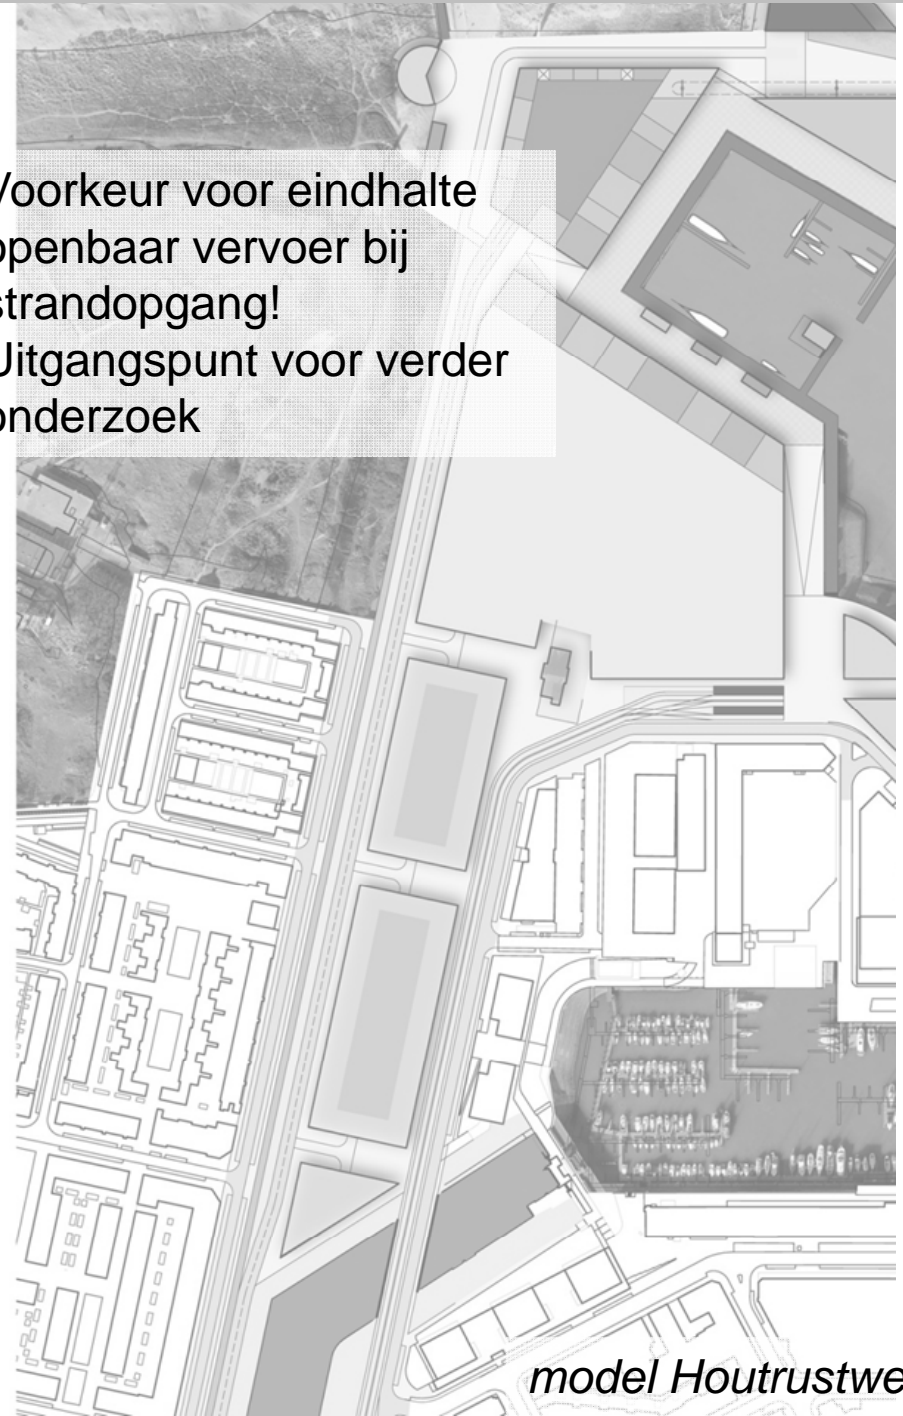 Voorkeur voor eindhalte
openbaar vervoer bij
strandopgang!
Uitgangspunt voor verder
onderzoek
model Houtrustwe